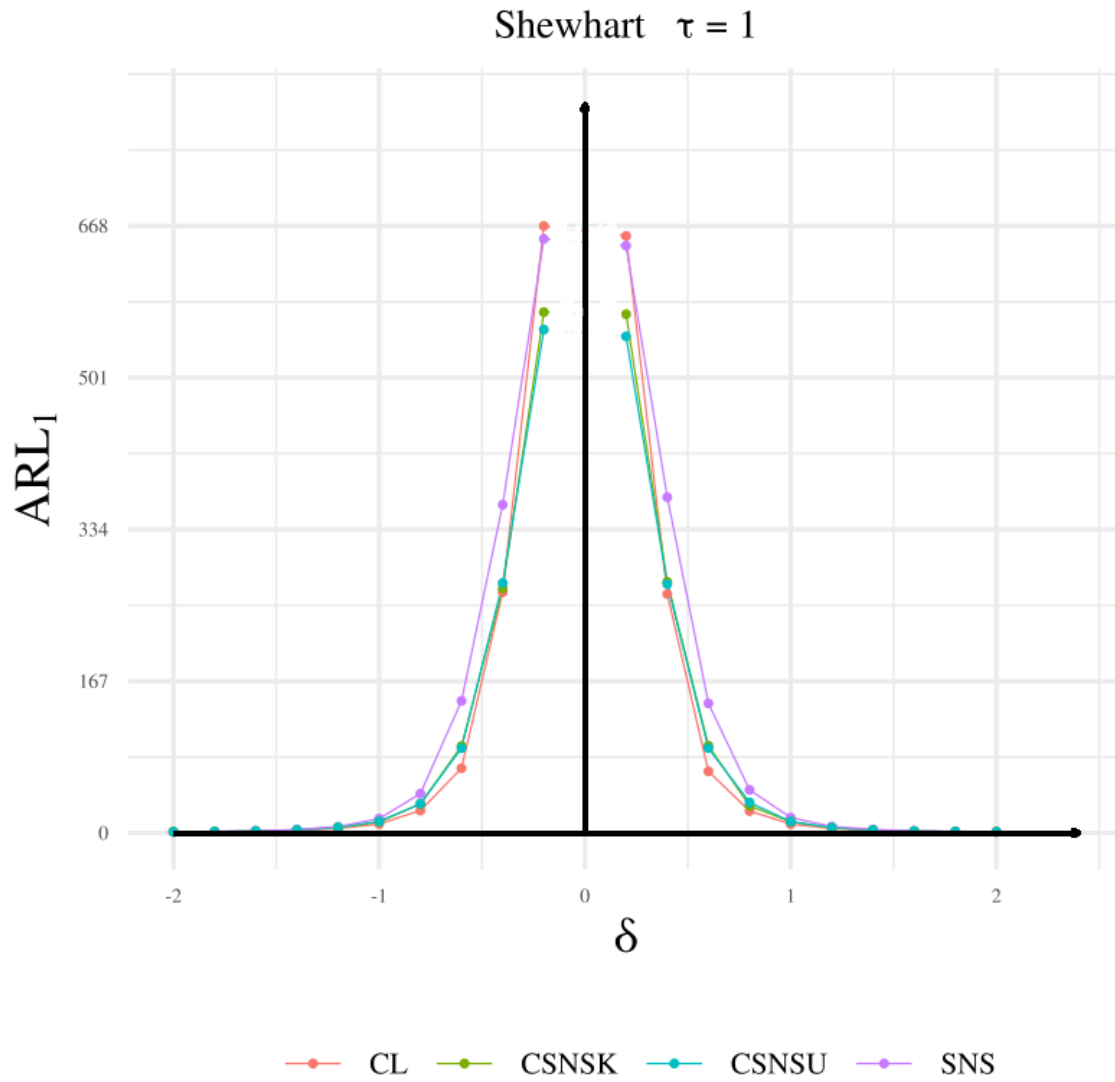 Shewhart τ = 1
ARL₁
668
501
334
167
0
-2 -1 0 1 2
δ
CL CSNSK CSNSU SNS